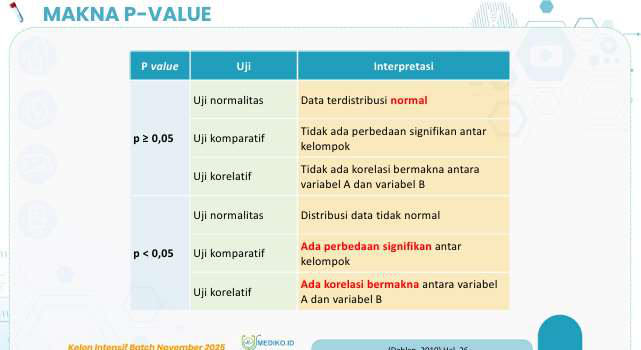 MAKNA P-VALUE
P value Uji Interpretasi
p ≥ 0,05
Uji normalitas Data terdistribusi normal
Uji komparatif Tidak ada perbedaan signifikan antar
kelompok
Uji korelatif Tidak ada korelasi bermakna antara
variabel A dan variabel B
p < 0,05
Uji normalitas Distribusi data tidak normal
Uji komparatif Ada perbedaan signifikan antar
kelompok
Uji korelatif Ada korelasi bermakna antara variabel
A dan variabel B
Kelan Intensif Batch November 2025
MEDIKO.ID